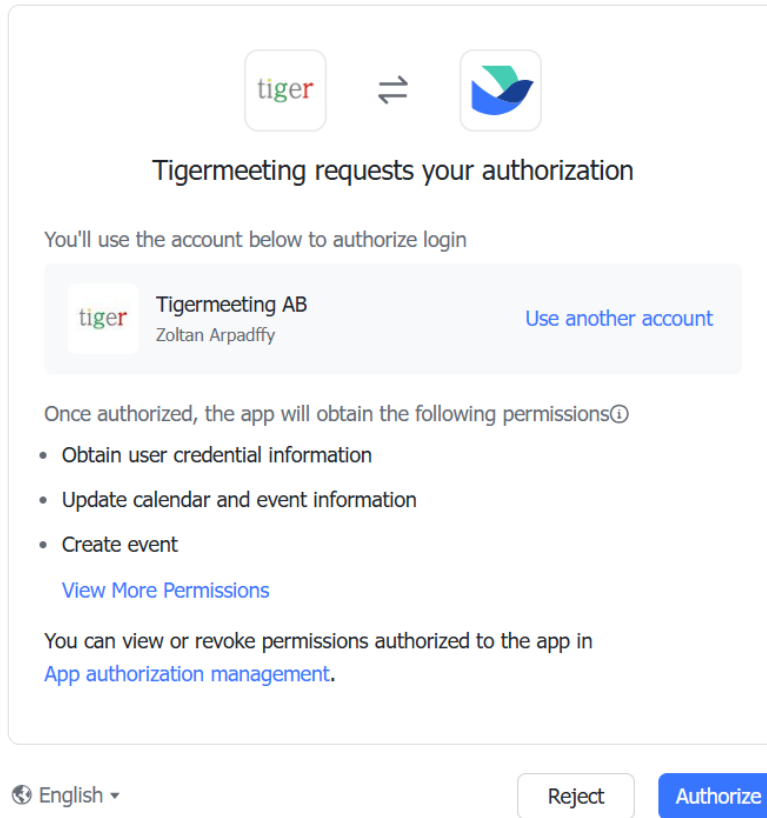 tiger
Tigermeeting requests your authorization
You'll use the account below to authorize login
tiger
Tigermeeting AB
Zoltan Arpadffy
Use another account
Once authorized, the app will obtain the following permissions
Obtain user credential information
Update calendar and event information
Create event
View More Permissions
You can view or revoke permissions authorized to the app in
App authorization management.
English
Reject
Authorize